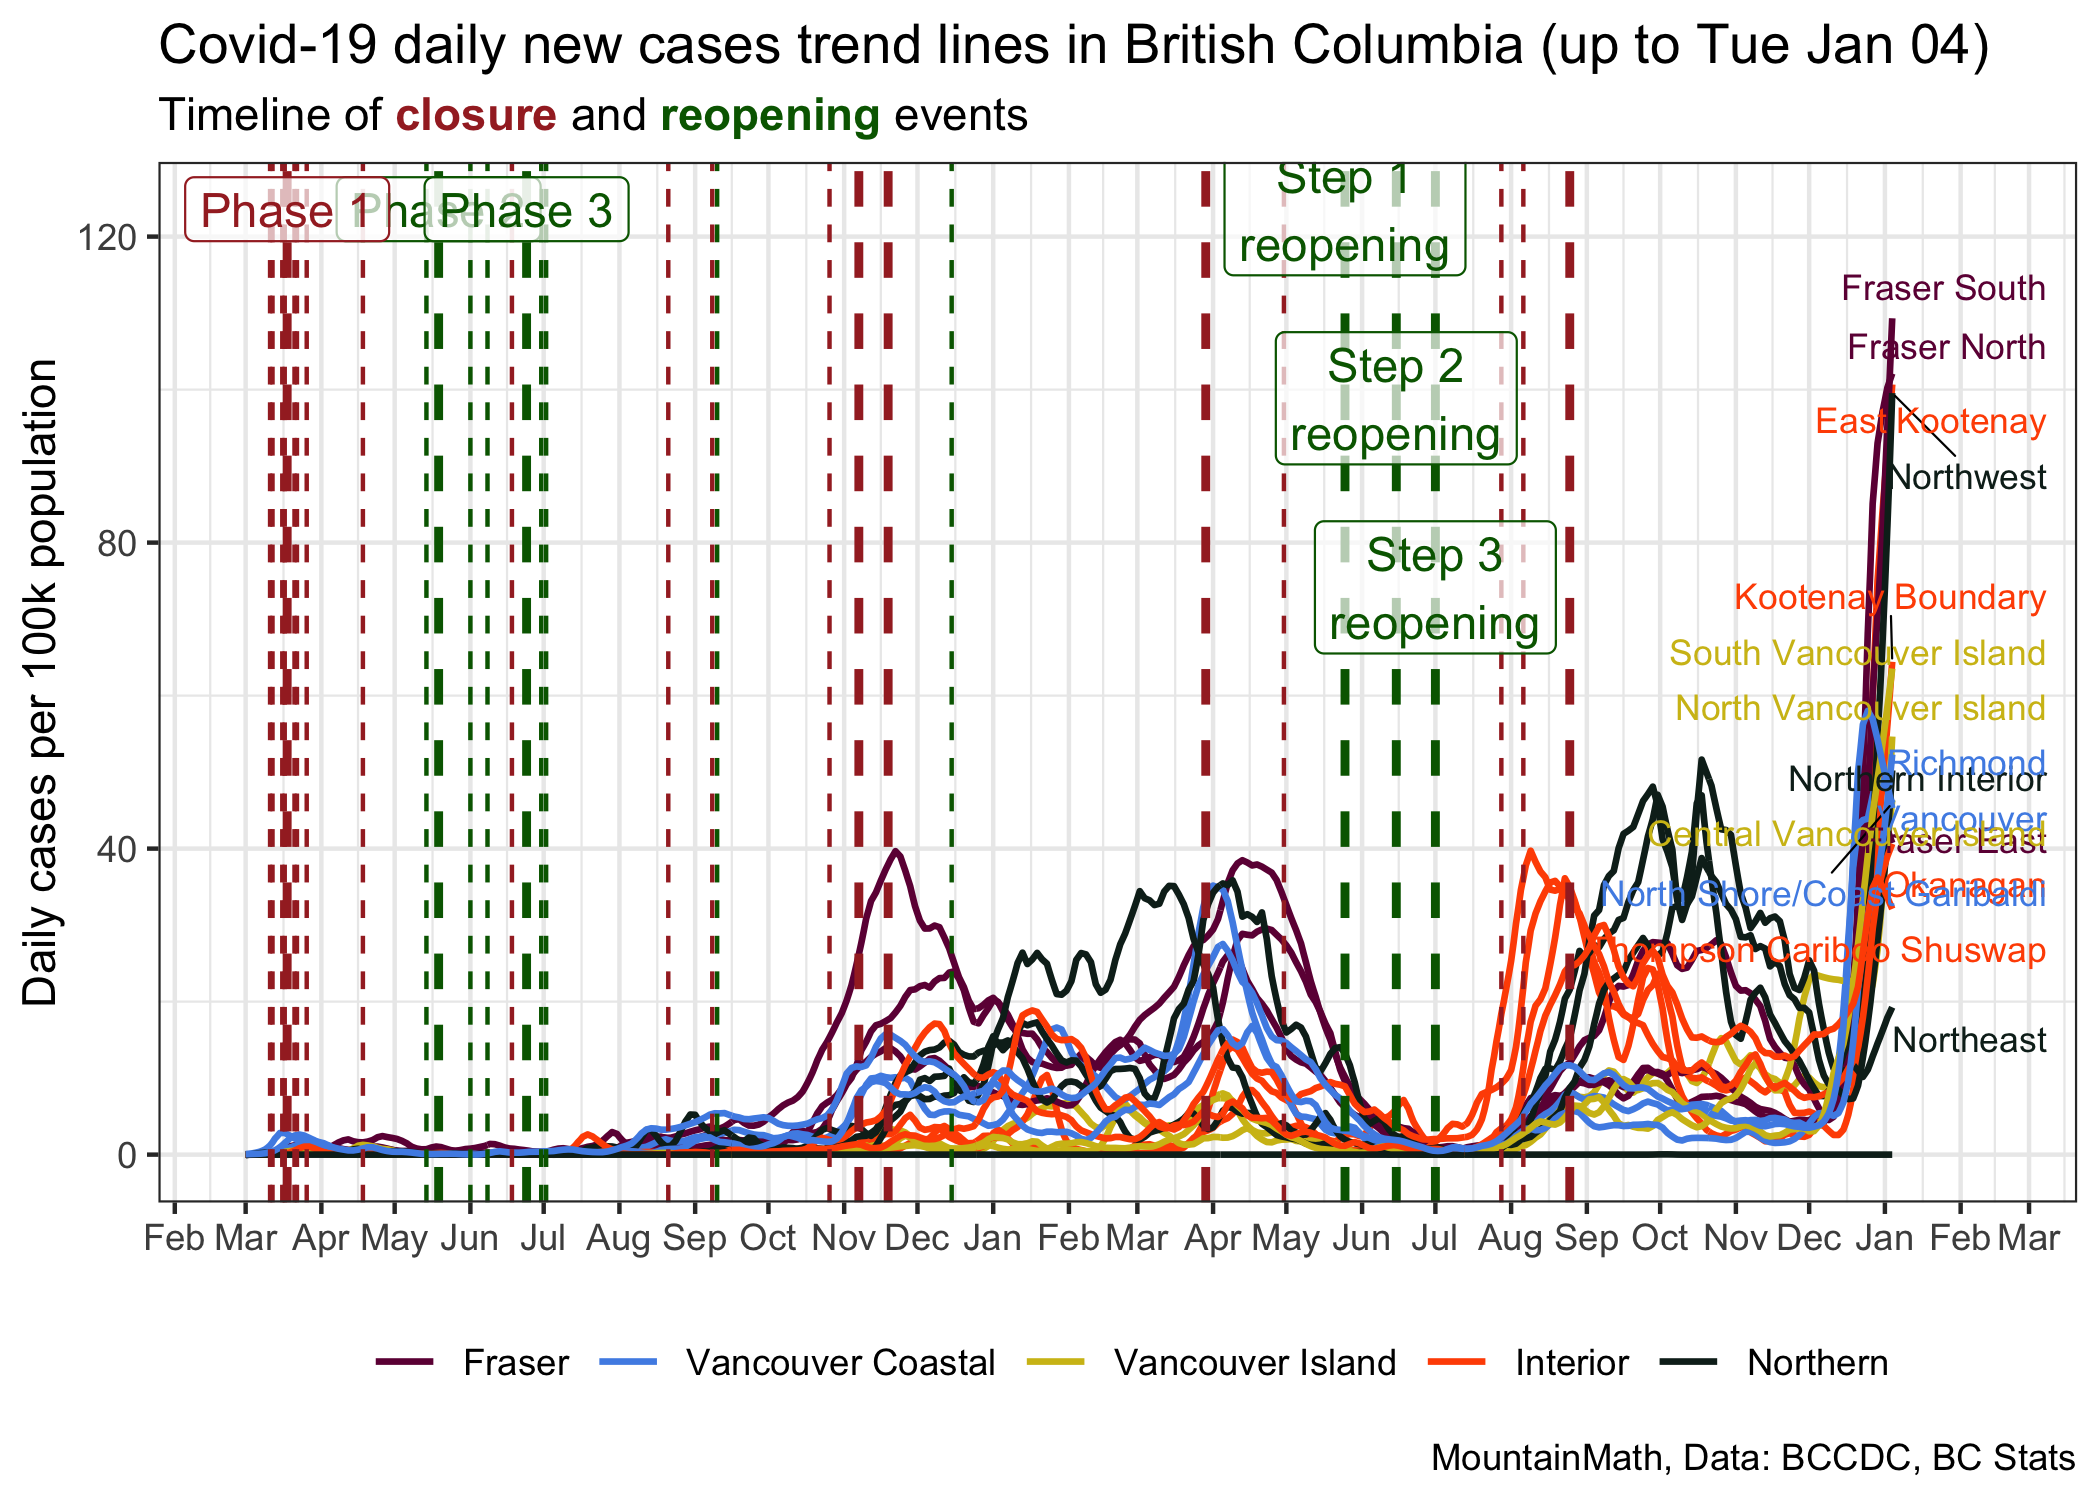 Covid-19 daily new cases trend lines in British Columbia (up to Tue Jan 04)
Timeline of closure and reopening events
Daily cases per 100k population
120
80
40
0
Phase 1
Phase 2
Phase 3
Step 1
reopening
Step 2
reopening
Step 3
reopening
Fraser South
Fraser North
East Kootenay
Northwest
Kootenay Boundary
South Vancouver Island
North Vancouver Island
Richmond
Northern Interior
Vancouver
Central Vancouver Island
Fraser East
Okanagan
North Shore/Coast Garibaldi
Thompson Cariboo Shuswap
Northeast
Feb Mar Apr May Jun Jul Aug Sep Oct Nov Dec Jan Feb Mar Apr May Jun Jul Aug Sep Oct Nov Dec Jan Feb Mar
Fraser Vancouver Coastal Vancouver Island Interior Northern
MountainMath, Data: BCCDC, BC Stats